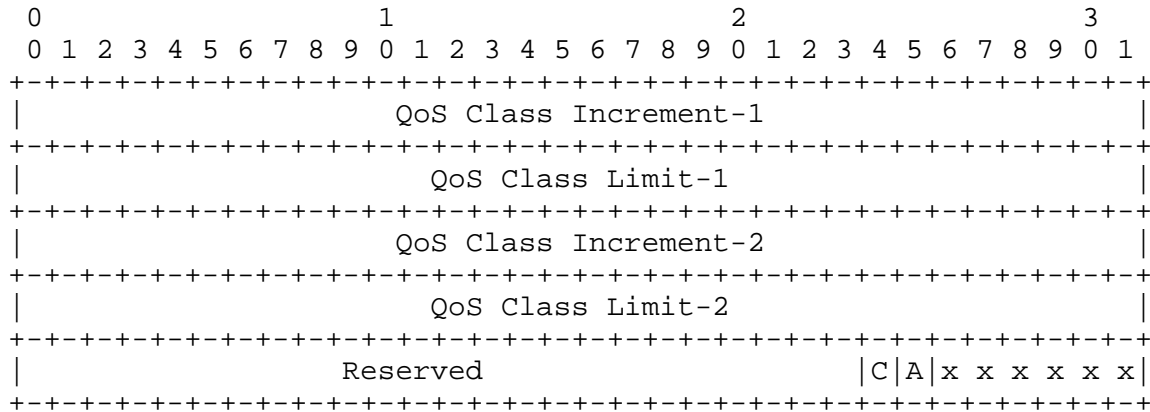 0                   1                   2                   3
 0 1 2 3 4 5 6 7 8 9 0 1 2 3 4 5 6 7 8 9 0 1 2 3 4 5 6 7 8 9 0 1
+-+-+-+-+-+-+-+-+-+-+-+-+-+-+-+-+-+-+-+-+-+-+-+-+-+-+-+-+-+-+-+-+
|                     QoS Class Increment-1                     |
+-+-+-+-+-+-+-+-+-+-+-+-+-+-+-+-+-+-+-+-+-+-+-+-+-+-+-+-+-+-+-+-+
|                       QoS Class Limit-1                       |
+-+-+-+-+-+-+-+-+-+-+-+-+-+-+-+-+-+-+-+-+-+-+-+-+-+-+-+-+-+-+-+-+
|                     QoS Class Increment-2                     |
+-+-+-+-+-+-+-+-+-+-+-+-+-+-+-+-+-+-+-+-+-+-+-+-+-+-+-+-+-+-+-+-+
|                       QoS Class Limit-2                       |
+-+-+-+-+-+-+-+-+-+-+-+-+-+-+-+-+-+-+-+-+-+-+-+-+-+-+-+-+-+-+-+-+
|                  Reserved                     |C|A|x x x x x x|
+-+-+-+-+-+-+-+-+-+-+-+-+-+-+-+-+-+-+-+-+-+-+-+-+-+-+-+-+-+-+-+-+